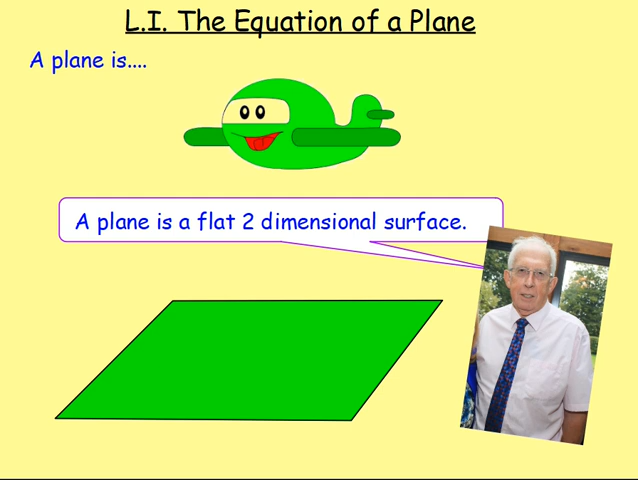 L.I. The Equation of a Plane
A plane is....
A plane is a flat 2 dimensional surface.